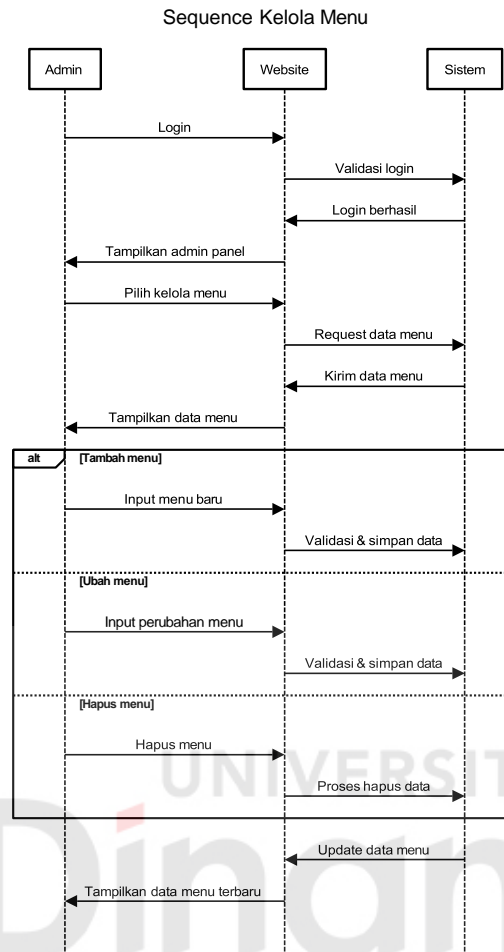 Sequence Kelola Menu
Admin
Website
Sistem
Login
Validasi login
Login berhasil
Tampilkan admin panel
Pilih kelola menu
Request data menu
Kirim data menu
Tampilkan data menu
alt
[Tambah menu]
Input menu baru
Validasi & simpan data
[Ubah menu]
Input perubahan menu
Validasi & simpan data
[Hapus menu]
Hapus menu
UNIVERSIT
Proses hapus data
Dinam
Update data menu
Tampilkan data menu terbaru